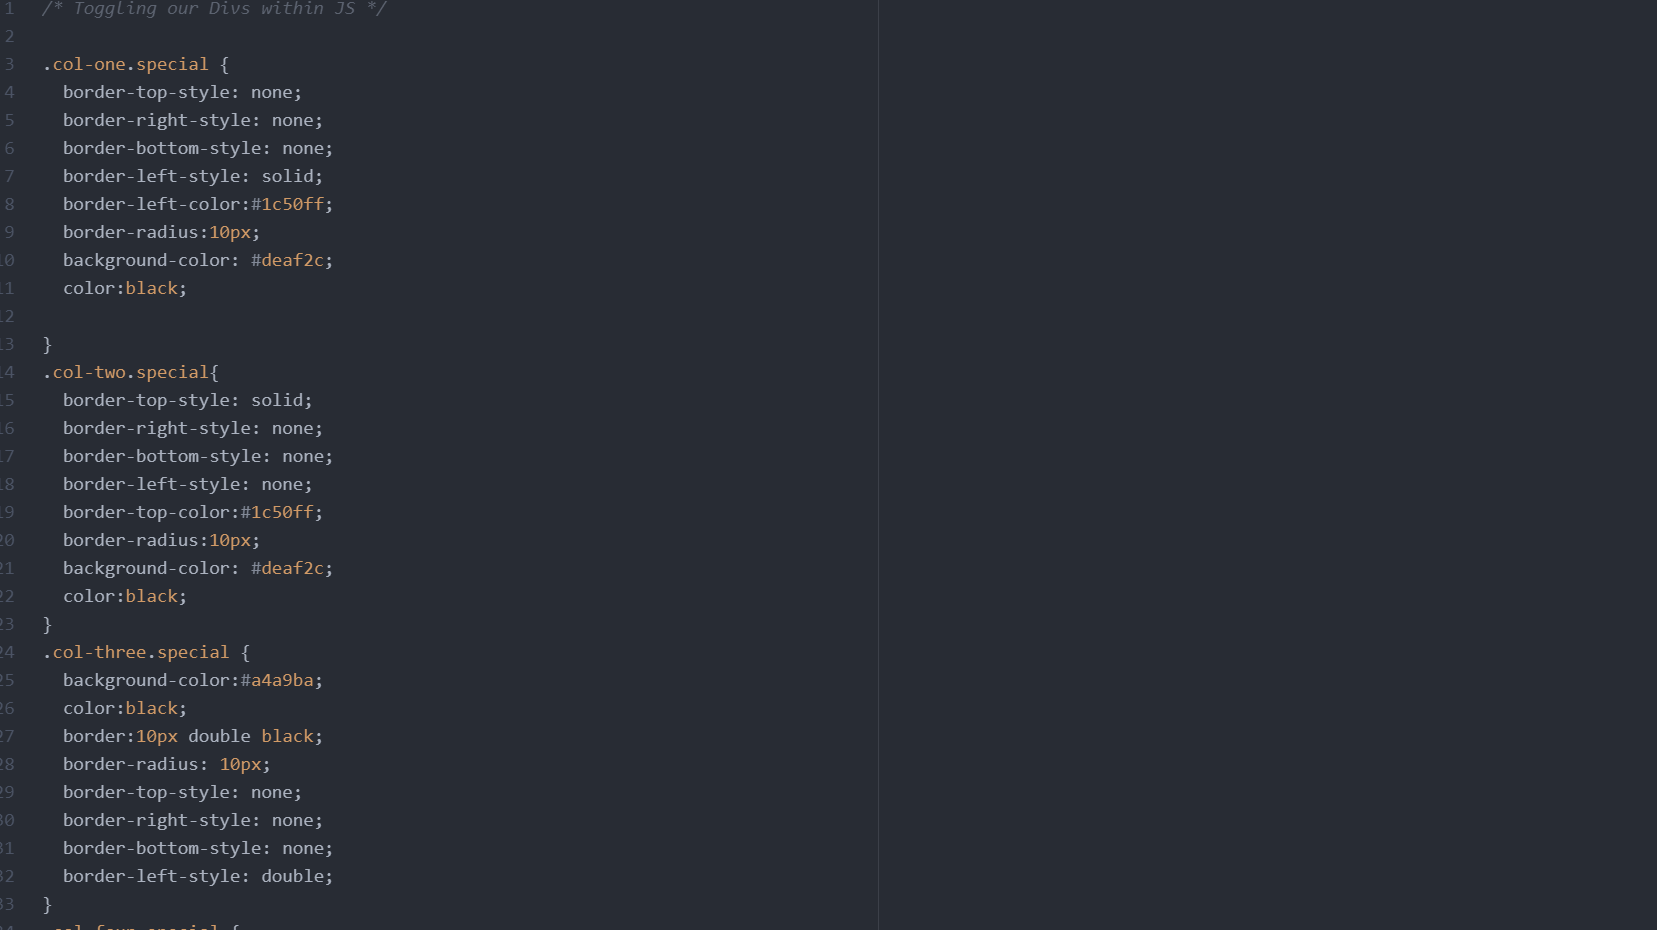 1 /* Toggling our Divs within JS */
2
3 .col-one.special {
4 border-top-style: none;
5 border-right-style: none;
6 border-bottom-style: none;
7 border-left-style: solid;
8 border-left-color:#1c50ff;
9 border-radius:10px;
10 background-color: #deaf2c;
11 color:black;
12
13 }
14 .col-two.special{
15 border-top-style: solid;
16 border-right-style: none;
17 border-bottom-style: none;
18 border-left-style: none;
19 border-top-color:#1c50ff;
20 border-radius:10px;
21 background-color: #deaf2c;
22 color:black;
23 }
24 .col-three.special {
25 background-color:#a4a9ba;
26 color:black;
27 border:10px double black;
28 border-radius: 10px;
29 border-top-style: none;
30 border-right-style: none;
31 border-bottom-style: none;
32 border-left-style: double;
33 }
34 .col-four.special {